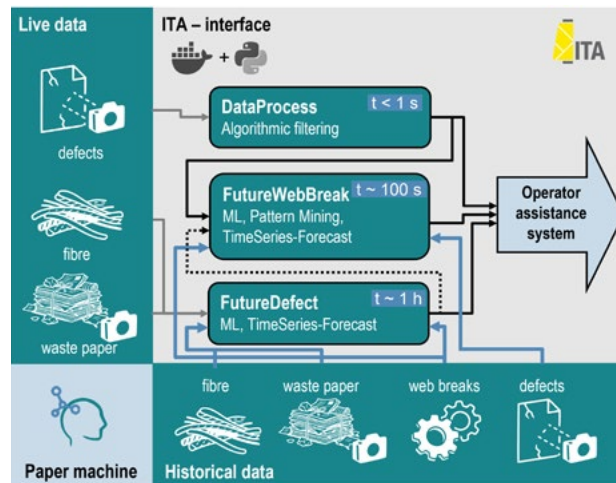 Live data
defects
fibre
waste paper
ITA – interface
+
ITA
DataProcess
t < 1 s
Algorithmic filtering
FutureWebBreak
t ~ 100 s
ML, Pattern Mining,
TimeSeries-Forecast
FutureDefect
t ~ 1 h
ML, TimeSeries-Forecast
Operator
assistance
system
fibre
waste paper
web breaks
defects
Paper machine
Historical data